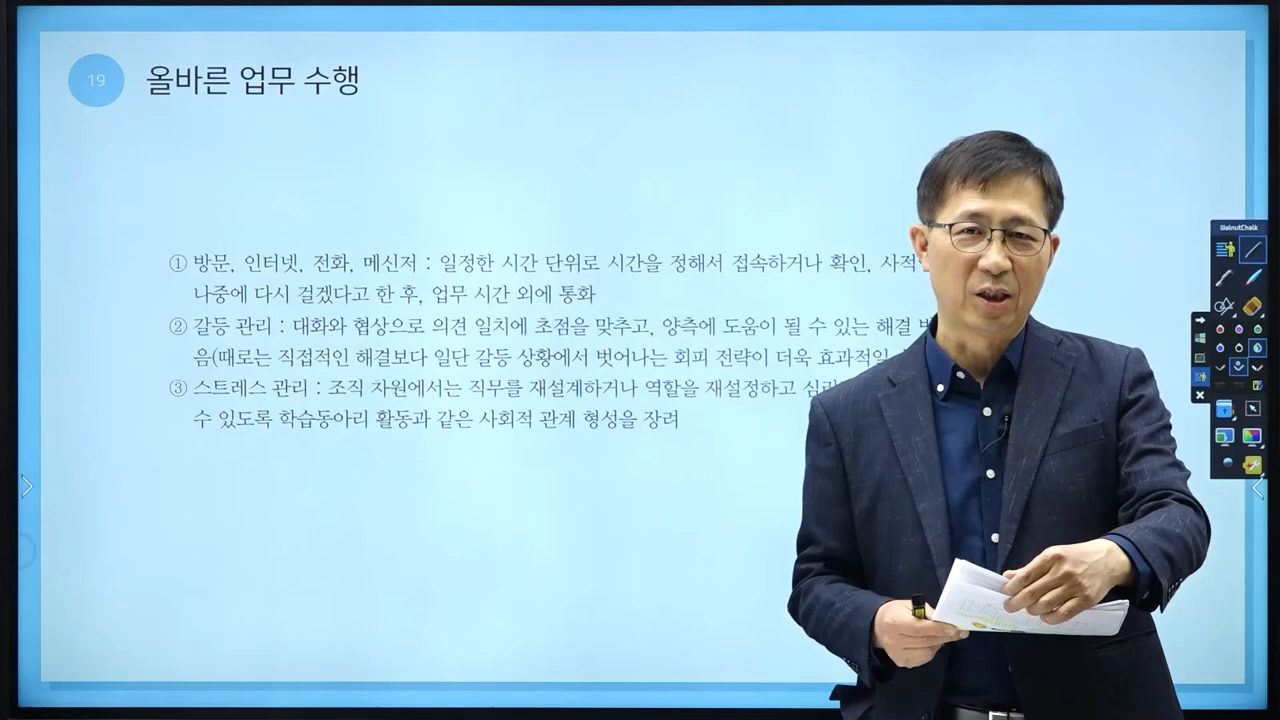 19
올바른 업무 수행
① 방문, 인터넷, 전화, 메신저 : 일정한 시간 단위로 시간을 정해서 접속하거나 확인, 사적
나중에 다시 걸겠다고 한 후, 업무 시간 외에 통화
② 갈등 관리 : 대화와 협상으로 의견 일치에 초점을 맞추고, 양측에 도움이 될 수 있는 해결
음(때로는 직접적인 해결보다 일단 갈등 상황에서 벗어나는 회피 전략이 더욱 효과적일
③ 스트레스 관리 : 조직 차원에서는 직무를 재설계하거나 역할을 재설정하고
수 있도록 학습동아리 활동과 같은 사회적 관계 형성을 장려
WalnutChalk